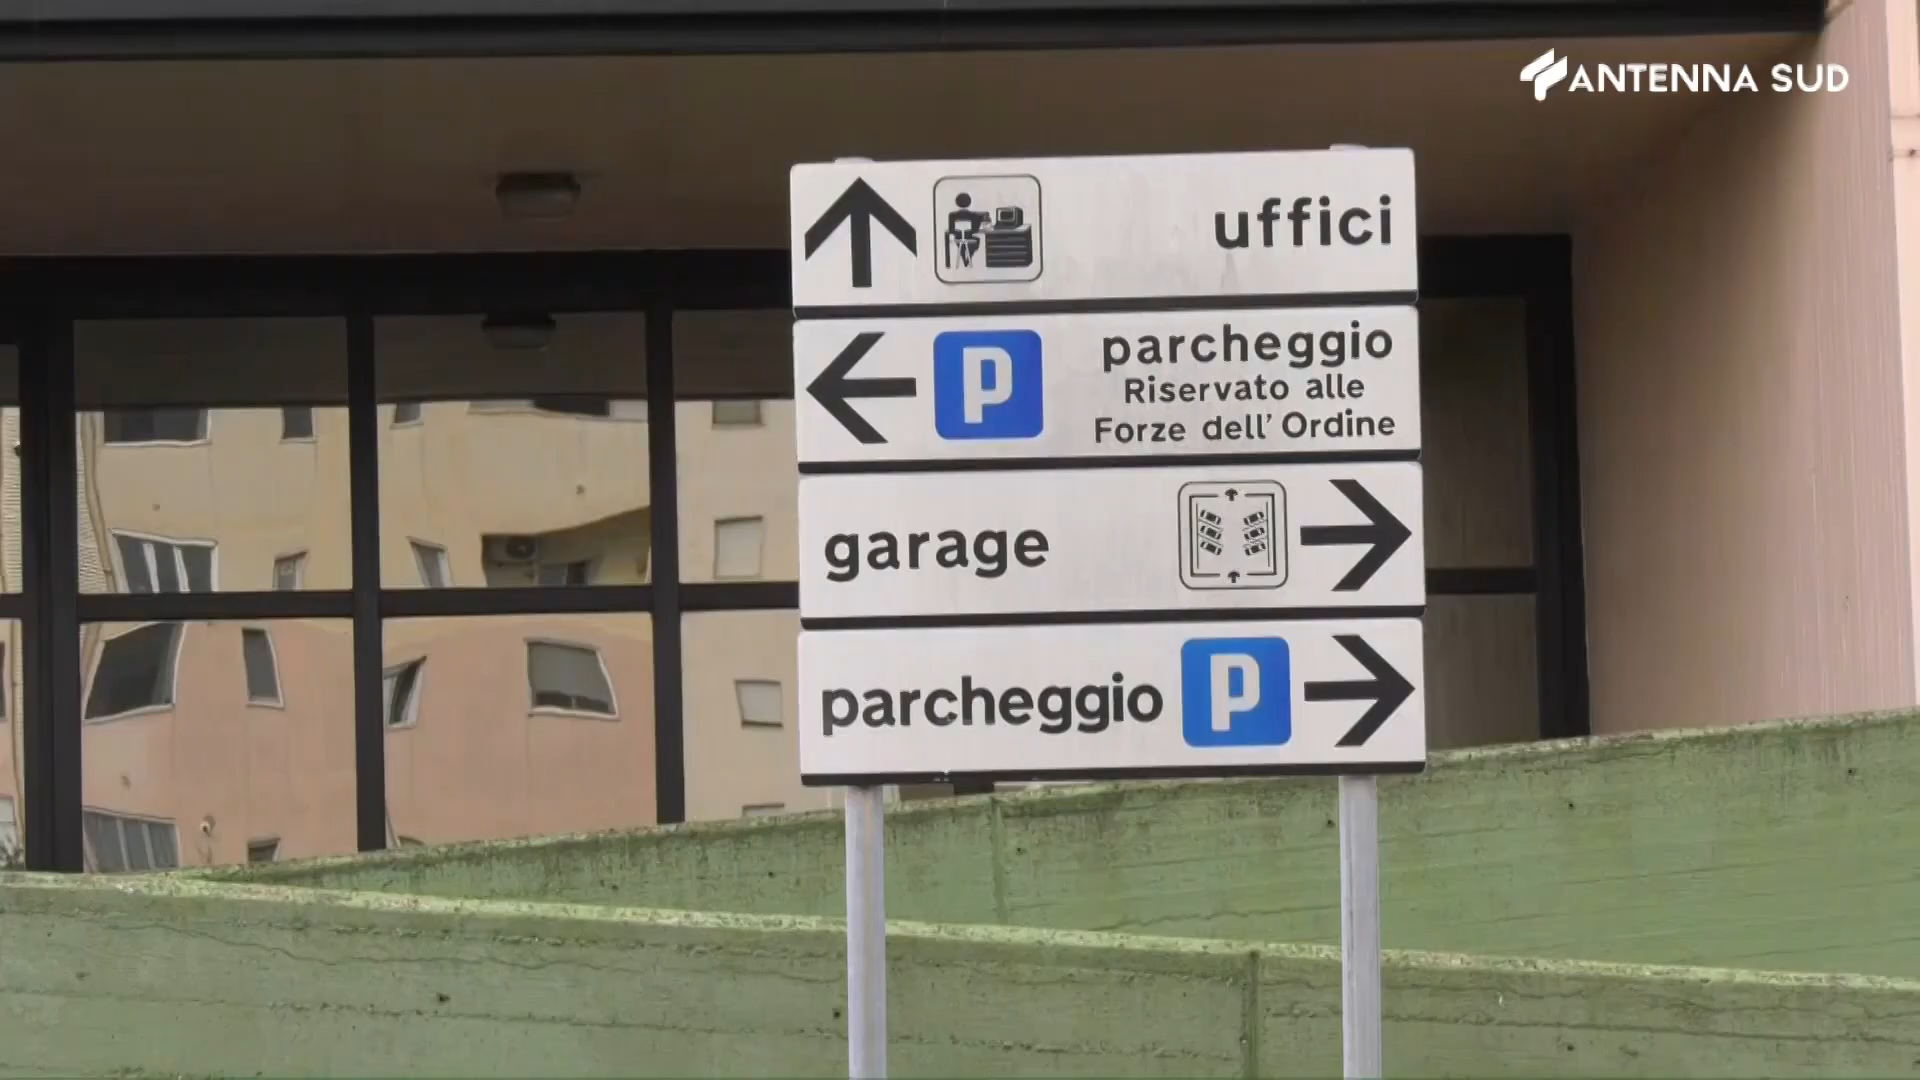 ANTENNA SUD
uffici
P
parcheggio
Riservato alle
Forze dell' Ordine
garage
parcheggio P